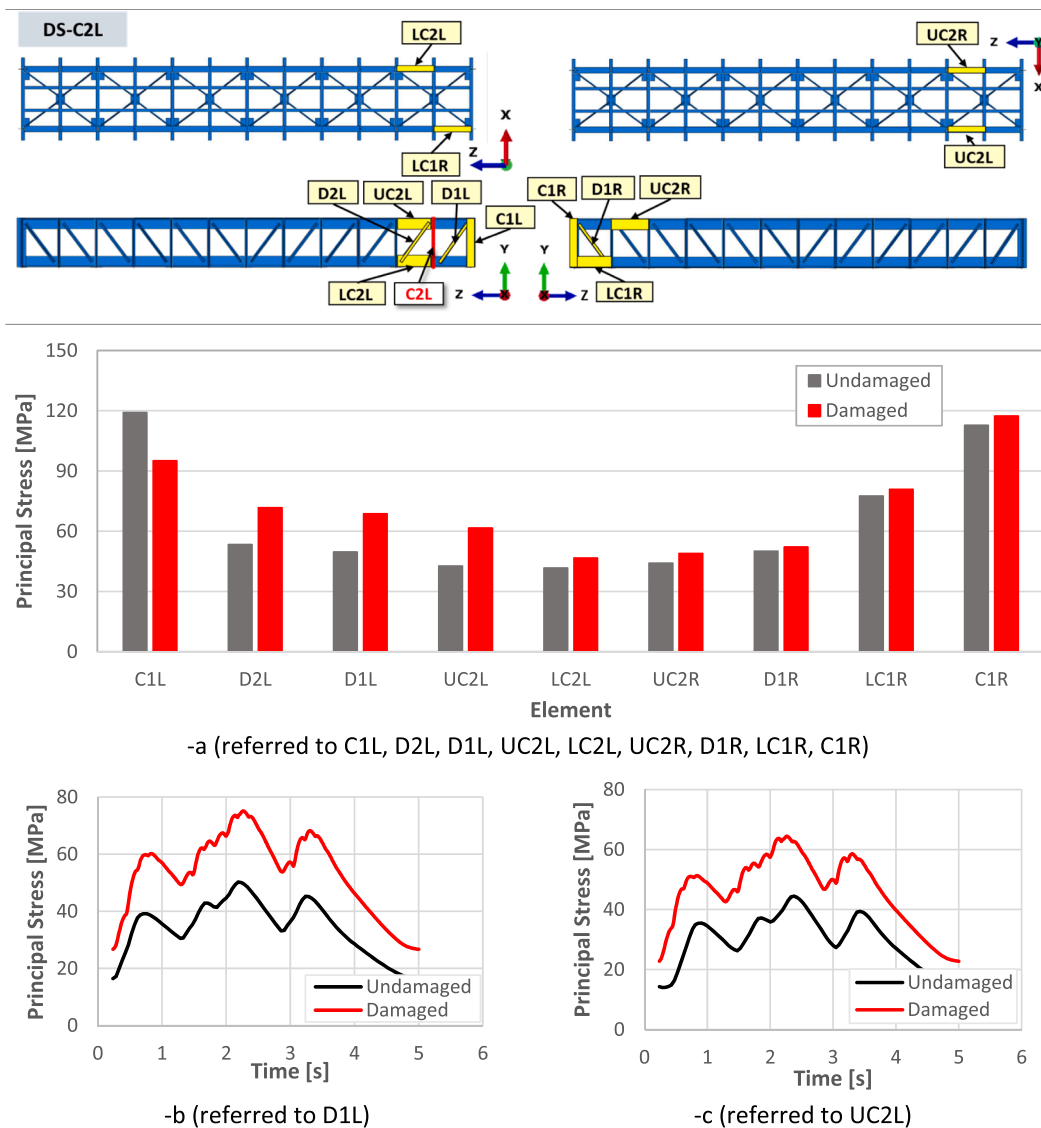 DS-C2L
LC2L
UC2R
Z
Y
X
X
Z
LC1R
UC2L
D2L
UC2L
D1L
C1L
C1R
D1R
UC2R
Y
Y
LC2L
C2L
Z
X
X
Z
LC1R
Principal Stress [MPa]
150
120
90
60
30
0
Undamaged
Damaged
C1L D2L D1L UC2L LC2L UC2R D1R LC1R C1R
Element
-a (referred to C1L, D2L, D1L, UC2L, LC2L, UC2R, D1R, LC1R, C1R)
Principal Stress [MPa]
80
60
40
20
0
Undamaged
Damaged
0 1 2 3 4 5 6
Time [s]
-b (referred to D1L)
Principal Stress [MPa]
80
60
40
20
0
Undamaged
Damaged
0 1 2 3 4 5 6
Time [s]
-c (referred to UC2L)